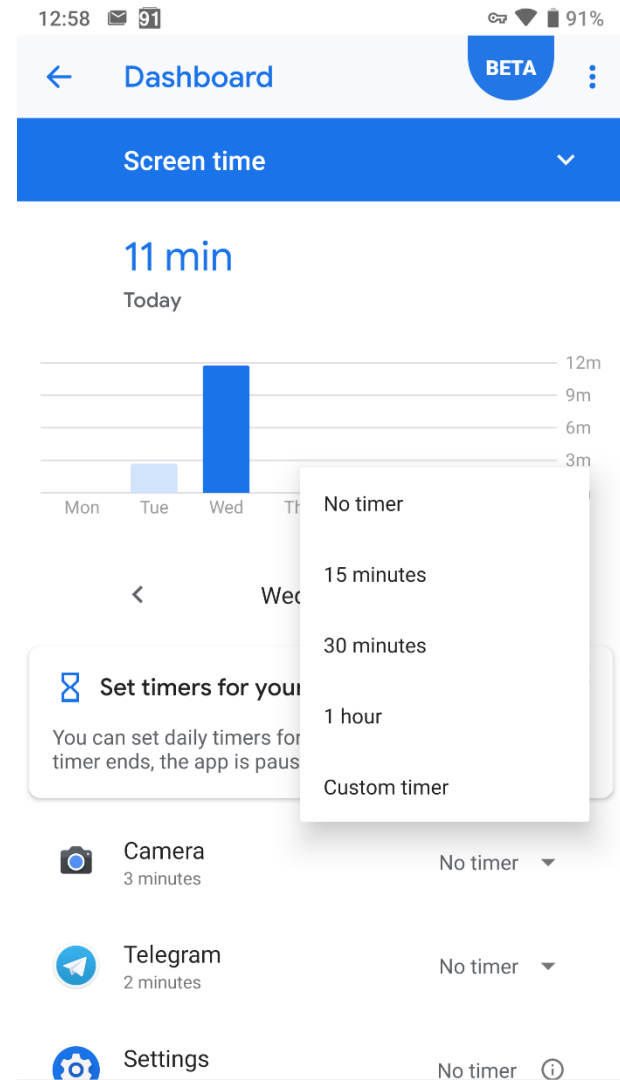 12:58 91 91%
Dashboard BETA
Screen time
11 min
Today
12m
9m
6m
3m
Mon Tue Wed
No timer
15 minutes
30 minutes
1 hour
Custom timer
Set timers for
You can set daily timers for
timer ends, the app is
Camera
3 minutes
No timer
Telegram
2 minutes
No timer
Settings
No timer